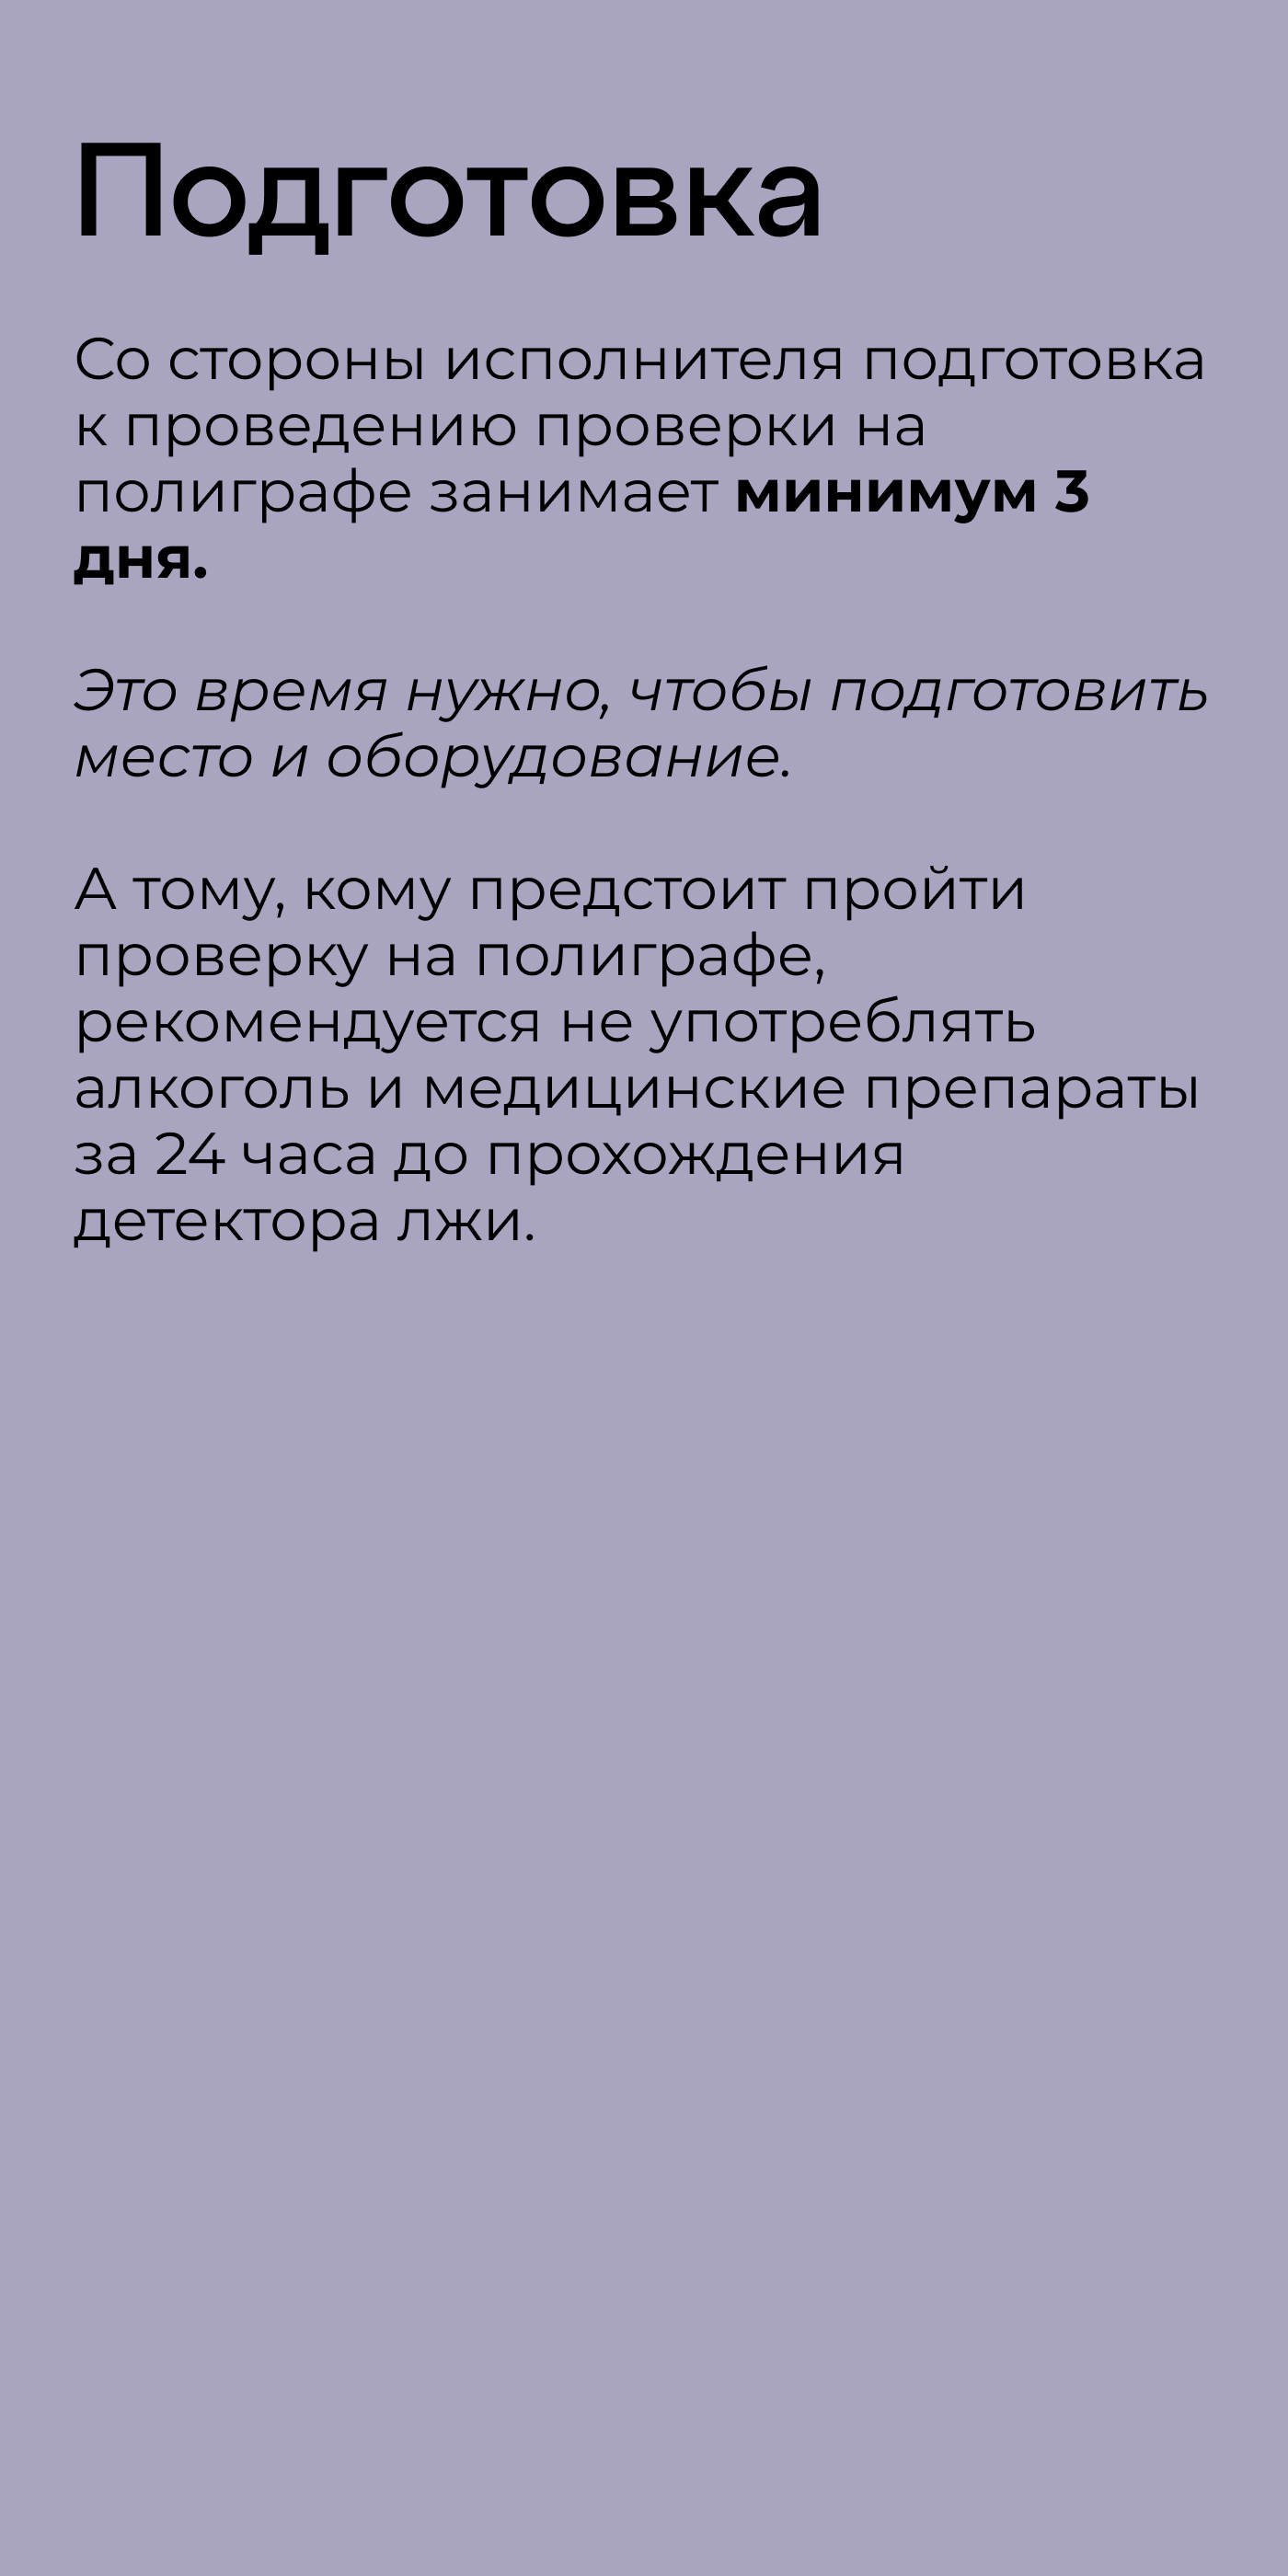 Подготовка
Со стороны исполнителя подготовка
к проведению проверки на
полиграфе занимает минимум 3
дня.
Это время нужно, чтобы подготовить
место и оборудование.
А тому, кому предстоит пройти
проверку на полиграфе,
рекомендуется не употреблять
алкоголь и медицинские препараты
за 24 часа до прохождения
детектора лжи.